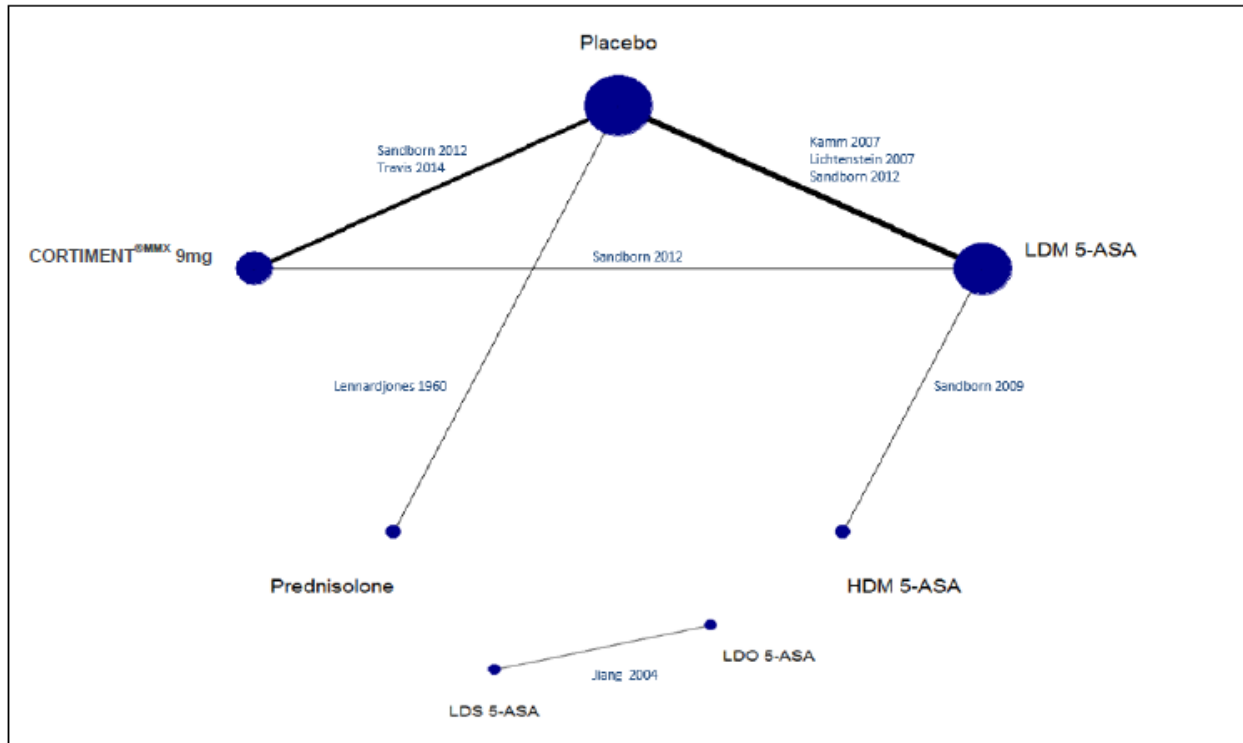 Placebo
Sandborn 2012
Travis 2014
Kamm 2007
Lichtenstein 2007
Sandborn 2012
CORTIMENT®MMX 9mg
Sandborn 2012
LDM 5-ASA
Lennardjones 1960
Sandborn 2009
Prednisolone
HDM 5-ASA
LDO 5-ASA
Jiang 2004
LDS 5-ASA